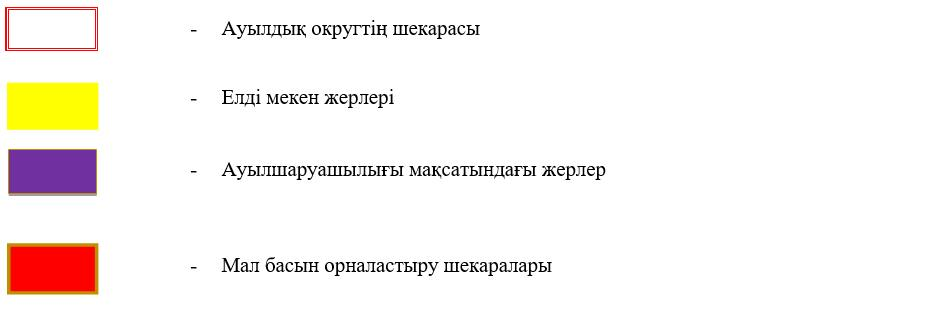 - Ауылдық округтің шекарасы
- Елді мекен жерлері
- Ауылшаруашылығы мақсатындағы жерлер
- Мал басын орналастыру шекаралары